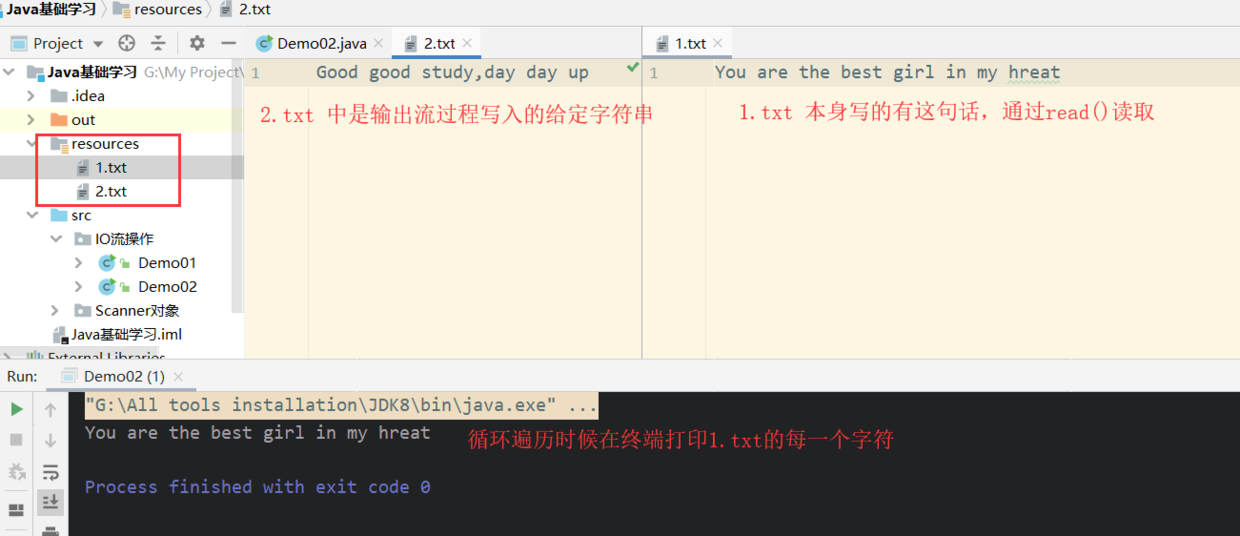 Java基础学习 resources 2.txt
Project
Demo02.java 2.txt 1.txt
Java基础学习 G:\My Project\
.idea
out
resources
1.txt
2.txt
src
IO流操作
Demo01
Demo02
Scanner对象
Java基础学习.iml
External Libraries
1 Good good study,day day up
2.txt 中是输出流过程写入的给定字符串
1 You are the best girl in my hreat
1.txt 本身写的有这句话，通过read()读取
Run: Demo02 (1)
"G:\All tools installation\JDK8\bin\java.exe" ...
You are the best girl in my hreat
循环遍历时候在终端打印1.txt的每一个字符
Process finished with exit code 0